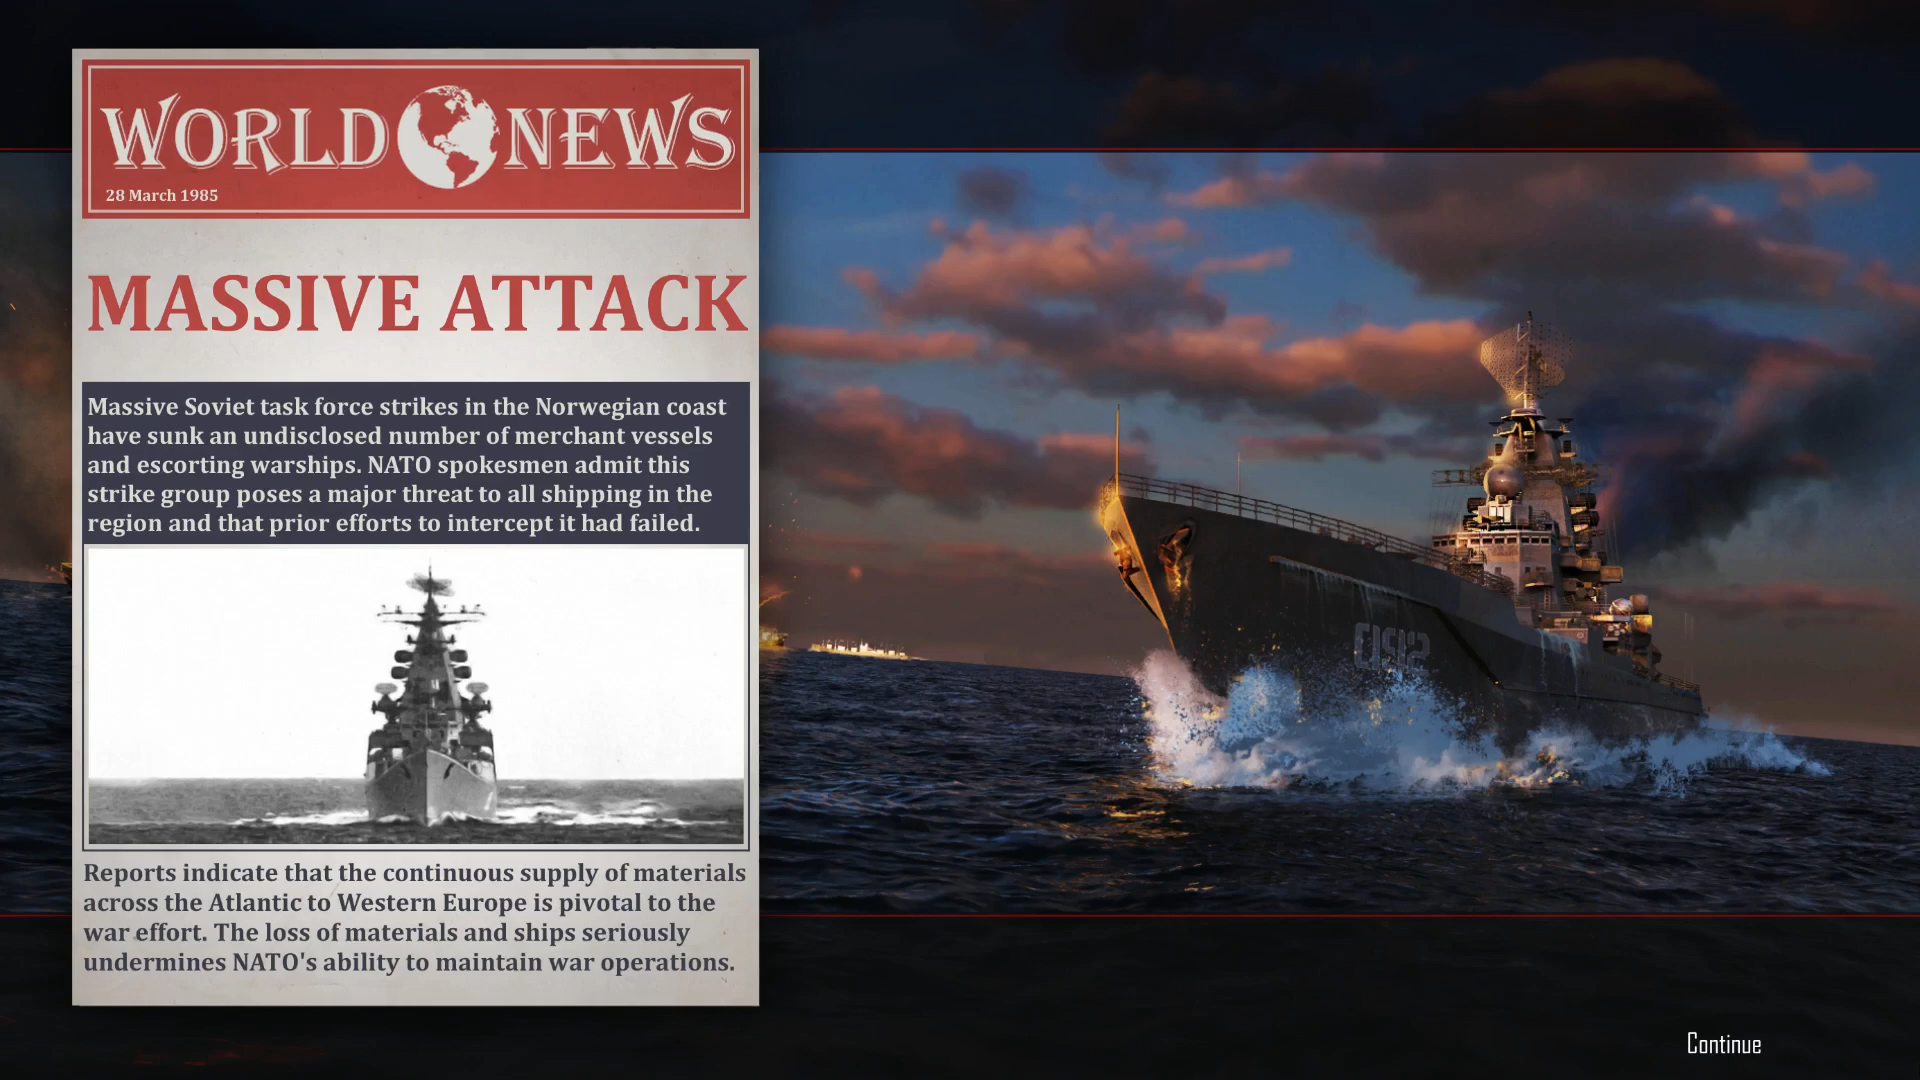 WORLD NEWS
28 March 1985
MASSIVE ATTACK
Massive Soviet task force strikes in the Norwegian coast
have sunk an undisclosed number of merchant vessels
and escorting warships. NATO spokesmen admit this
strike group poses a major threat to all shipping in the
region and that prior efforts to intercept it had failed.
Reports indicate that the continuous supply of materials
across the Atlantic to Western Europe is pivotal to the
war effort. The loss of materials and ships seriously
undermines NATO's ability to maintain war operations.
Continue